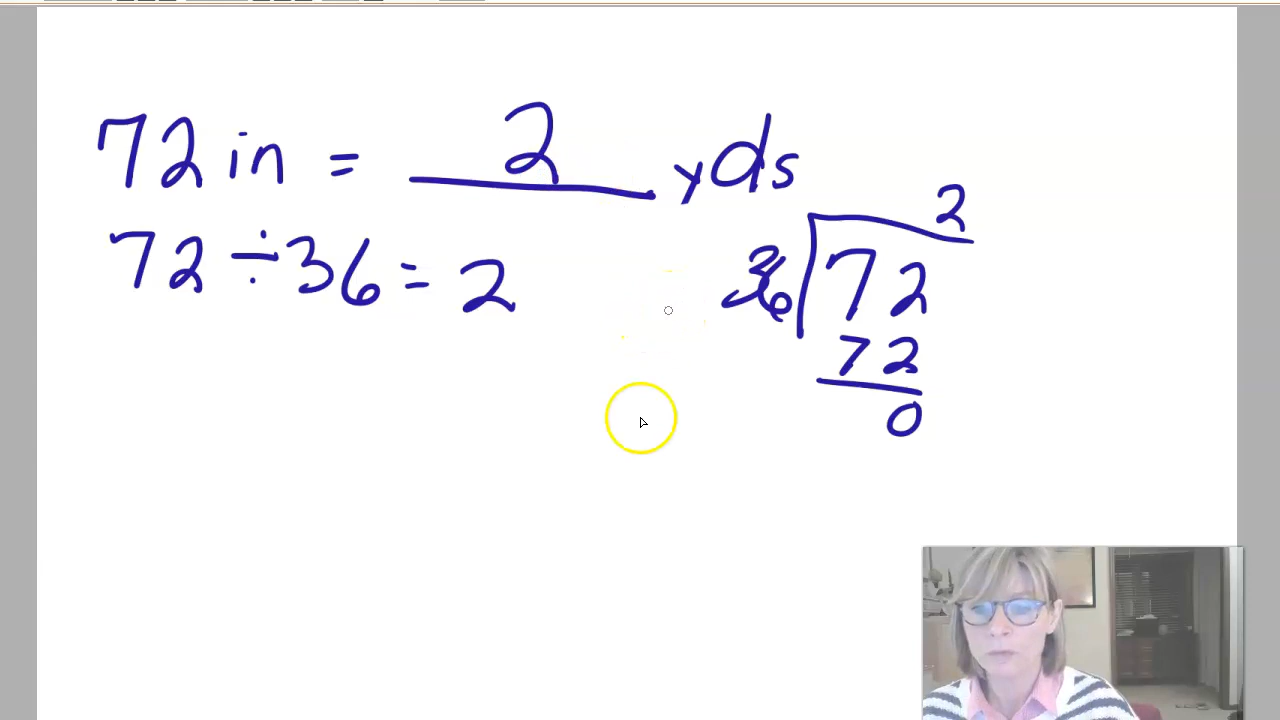 72 in = 2 yds
72 ÷ 36 = 2
2
36 72
72
0